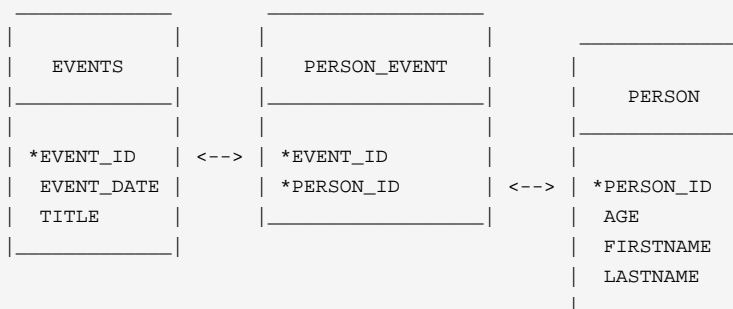 EVENTS
PERSON_EVENT
PERSON
*EVENT_ID <--> *EVENT_ID
EVENT_DATE *PERSON_ID <--> *PERSON_ID
TITLE AGE
FIRSTNAME
LASTNAME